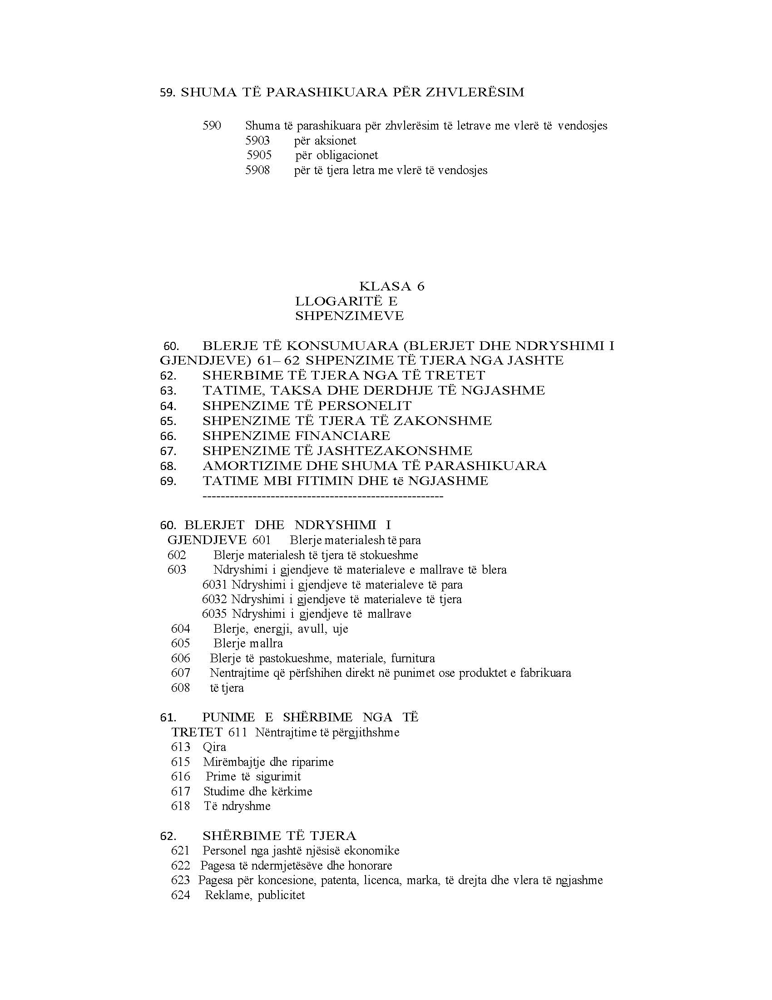 59. SHUMA TË PARASHIKUARA PËR ZHVLERËSIM
590 Shuma të parashikuara për zhvlerësim të letrave me vlerë të vendosjes
5903 për aksionet
5905 për obligacionet
5908 për të tjera letra me vlerë të vendosjes
KLASA 6
LLOGARITË E
SHPENZIMEVE
60. BLERJE TË KONSUMUARA (BLERJET DHE NDRYSHIMI I
GJENDJEVE) 61– 62 SHPENZIME TË TJERA NGA JASHTE
62. SHERBIME TË TJERA NGA TË TRETET
63. TATIME, TAKSA DHE DERDHJE TË NGJASHME
64. SHPENZIME TË PERSONELIT
65. SHPENZIME TË TJERA TË ZAKONSHME
66. SHPENZIME FINANCIARE
67. SHPENZIME TË JASHTEZAKONSHME
68. AMORTIZIME DHE SHUMA TË PARASHIKUARA
69. TATIME MBI FITIMIN DHE të NGJASHME
-----------------------------------------------------
60. BLERJET DHE NDRYSHIMI I
GJENDJEVE 601 Blerje materialesh të para
602 Blerje materialesh të tjera të stokueshme
603 Ndryshimi i gjendjeve të materialeve e mallrave të blera
6031 Ndryshimi i gjendjeve të materialeve të para
6032 Ndryshimi i gjendjeve të materialeve të tjera
6035 Ndryshimi i gjendjeve të mallrave
604 Blerje, energji, avull, uje
605 Blerje mallra
606 Blerje të pastokueshme, materiale, furnitura
607 Nentrajtime që përfshihen direkt në punimet ose produktet e fabrikuara
608 të tjera
61. PUNIME E SHËRBIME NGA TË
TRETET 611 Nëntrajtime të përgjithshme
613 Qira
615 Mirëmbajtje dhe riparime
616 Prime të sigurimit
617 Studime dhe kërkime
618 Të ndryshme
62. SHËRBIME TË TJERA
621 Personel nga jashtë njësisë ekonomike
622 Pagesa të ndermjetësëve dhe honorare
623 Pagesa për koncesione, patenta, licenca, marka, të drejta dhe vlera të ngjashme
624 Reklame, publicitet